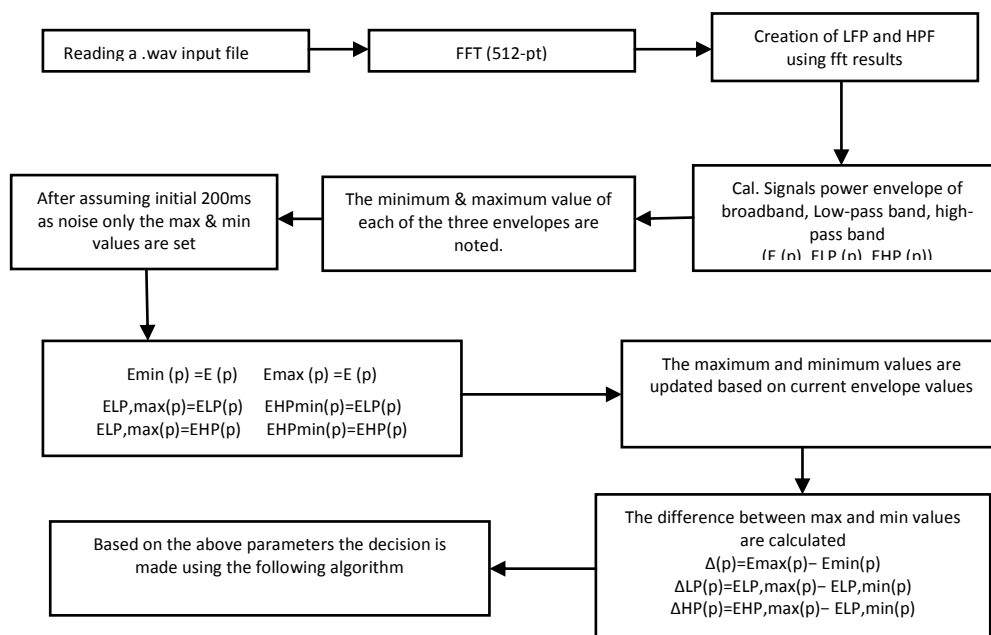 Reading a .wav input file
FFT (512-pt)
Creation of LFP and HPF
using fft results
Cal. Signals power envelope of
broadband, Low-pass band, high-
pass band
(E (p), ELP (p), EHP (p))
The minimum & maximum value of
each of the three envelopes are
noted.
After assuming initial 200ms
as noise only the max & min
values are set
Emin (p) =E (p) Emax (p) =E (p)
ELP,max(p)=ELP(p) EHPmin(p)=ELP(p)
ELP,max(p)=EHP(p) EHPmin(p)=EHP(p)
The maximum and minimum values are
updated based on current envelope values
The difference between max and min values
are calculated
Δ(p)=Emax(p)− Emin(p)
ΔLP(p)=ELP,max(p)− ELP,min(p)
ΔHP(p)=EHP,max(p)− ELP,min(p)
Based on the above parameters the decision is
made using the following algorithm